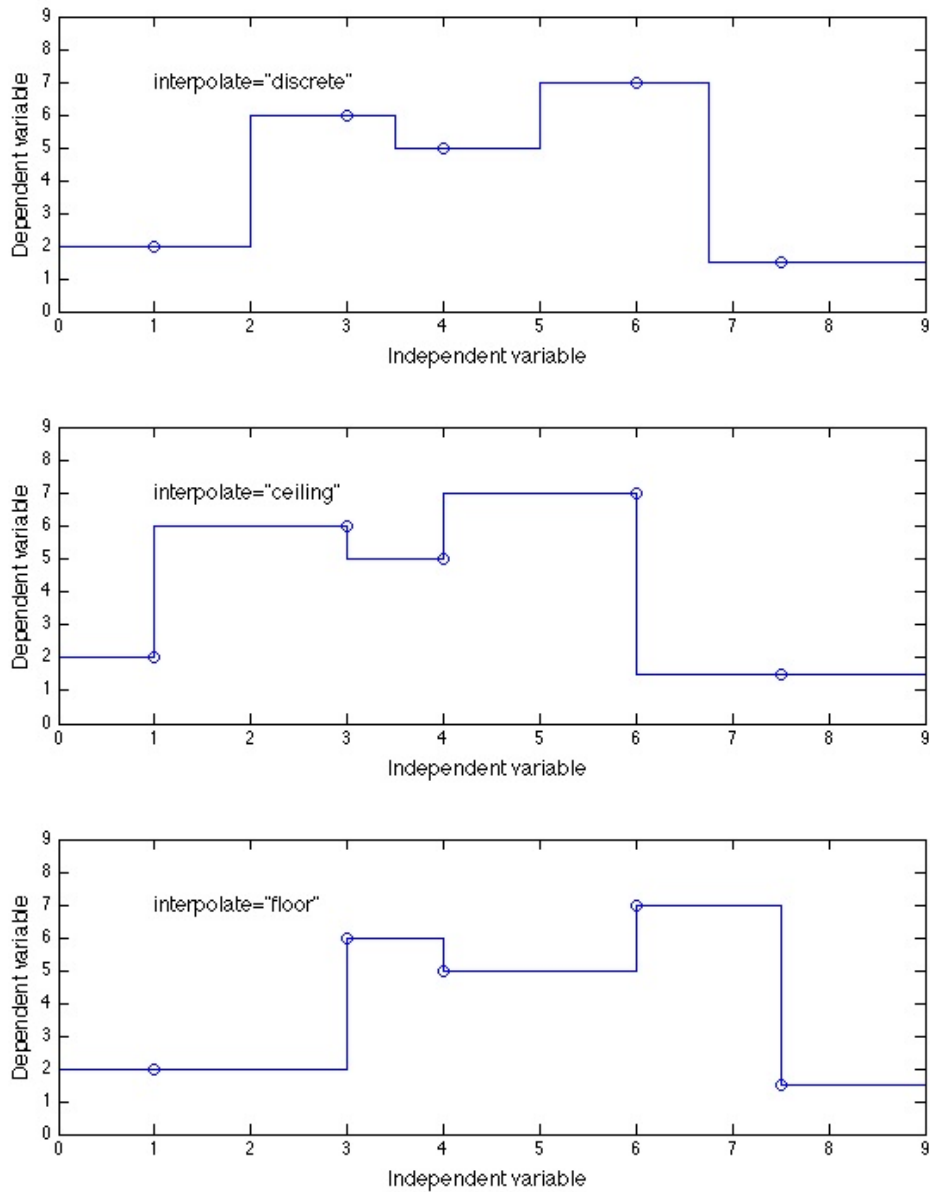 9
8
7
6
5
4
3
2
1
0
Dependent variable
interpolate="discrete"
0 1 2 3 4 5 6 7 8 9
Independent variable
9
8
7
6
5
4
3
2
1
0
Dependent variable
interpolate="ceiling"
0 1 2 3 4 5 6 7 8 9
Independent variable
9
8
7
6
5
4
3
2
1
0
Dependent variable
interpolate="floor"
0 1 2 3 4 5 6 7 8 9
Independent variable